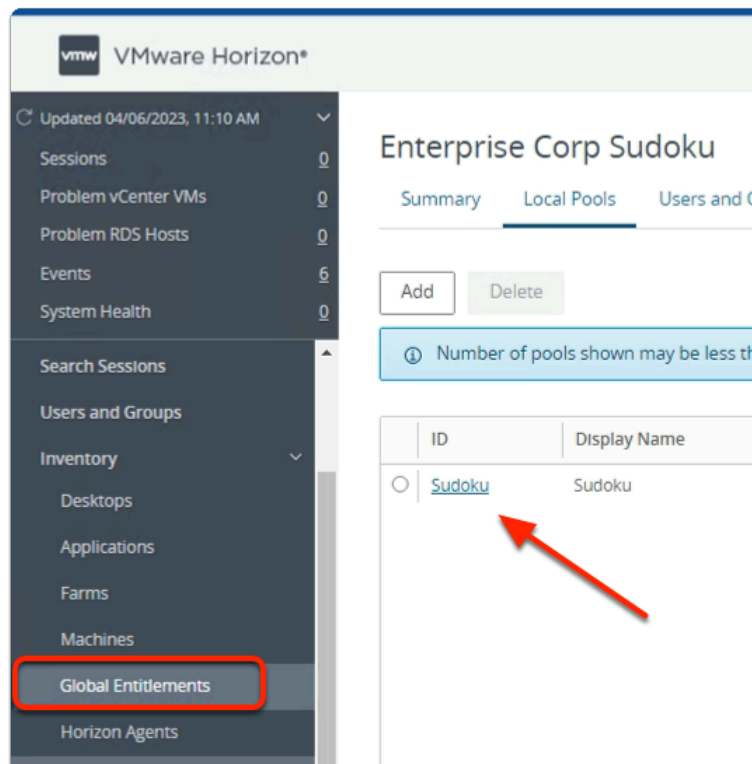 vmw VMware Horizon®
Updated 04/06/2023, 11:10 AM
Sessions 0
Problem vCenter VMs 0
Problem RDS Hosts 0
Events 6
System Health 0
Search Sessions
Users and Groups
Inventory
Desktops
Applications
Farms
Machines
Global Entitlements
Horizon Agents
Enterprise Corp Sudoku
Summary Local Pools Users and
Add Delete
Number of pools shown may be less
ID Display Name
Sudoku Sudoku